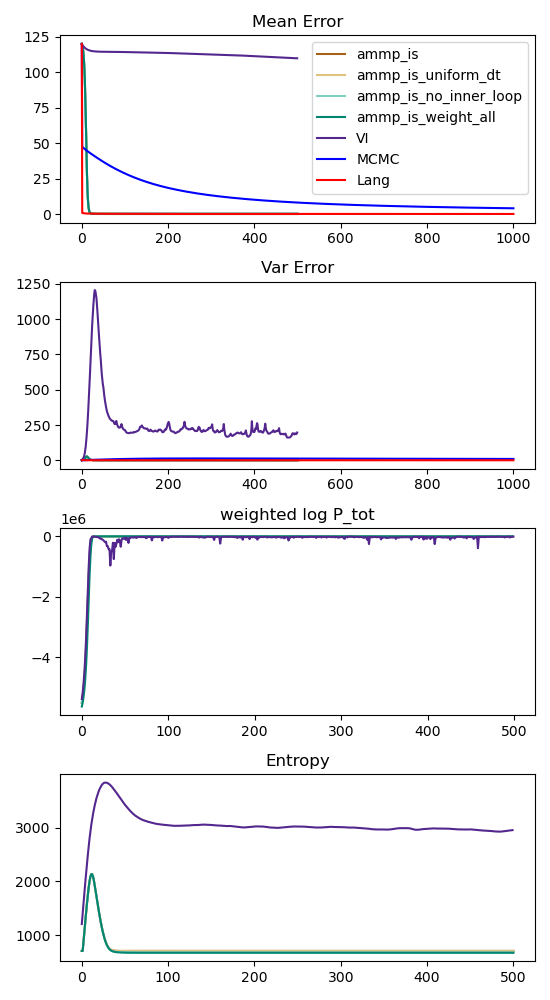 Mean Error
125
100
75
50
25
0
ammp_is
ammp_is_uniform_dt
ammp_is_no_inner_loop
ammp_is_weight_all
VI
MCMC
Lang
0 200 400 600 800 1000
Var Error
1250
1000
750
500
250
0
0 200 400 600 800 1000
weighted log P_tot
1e6
0
−2
−4
0 100 200 300 400 500
Entropy
3000
2000
1000
0 100 200 300 400 500